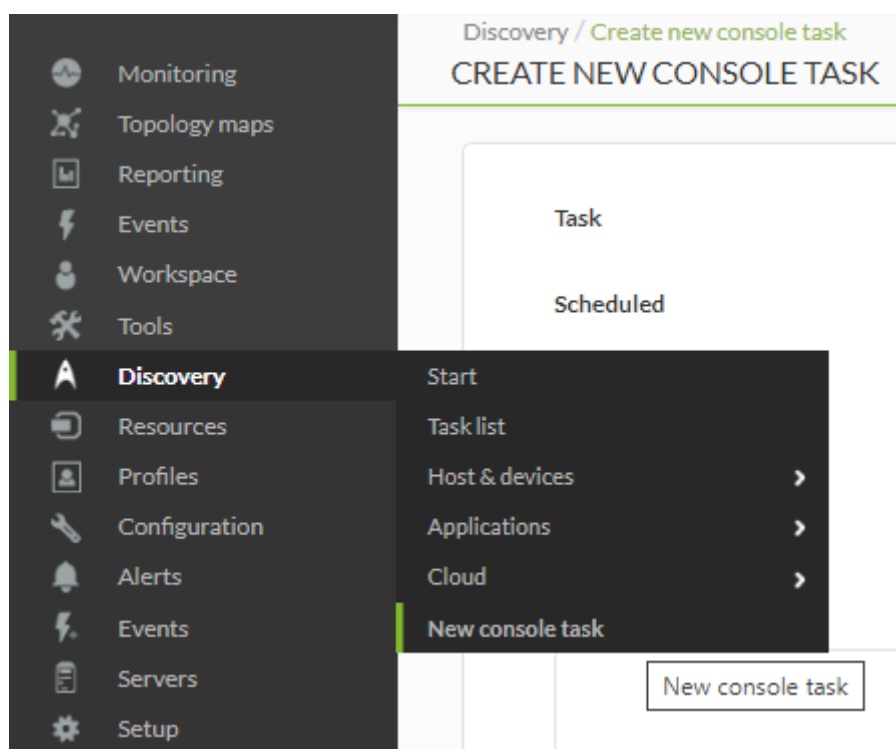 Discovery / Create new console task
CREATE NEW CONSOLE TASK
Monitoring
Topology maps
Reporting
Events
Workspace
Tools
Discovery
Resources
Profiles
Configuration
Alerts
Events
Servers
Setup
Task
Scheduled
Start
Task list
Host & devices
Applications
Cloud
New console task
New console task